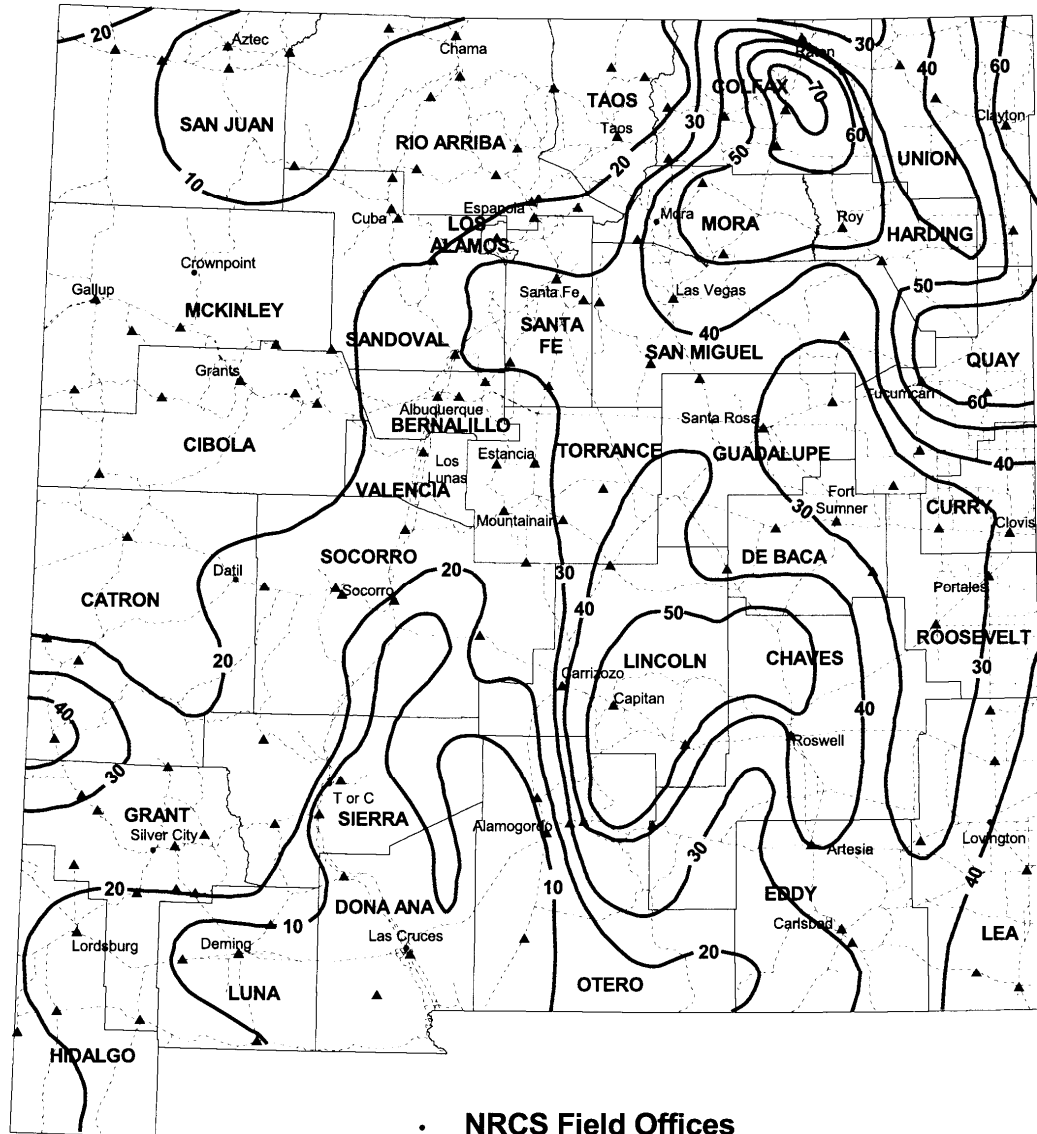 20
Aztec
Chama
Raton
30
40
60
COLFAX
70
TAOS
Taos
SAN JUAN
RIO ARRIBA
30
60
Clayton
50
UNION
20
10
Espanola
Cuba
LOS
ALAMOS
Mora
MORA
Roy
HARDING
Crownpoint
Gallup
MCKINLEY
Santa Fe
Las Vegas
50
SANDOVAL
SANTA
FE
40
SAN MIGUEL
QUAY
Grants
Tucumcari
60
Albuquerque
BERNALILLO
Santa Rosa
CIBOLA
Los
Lunas
Estancia
TORRANCE
GUADALUPE
40
VALENCIA
Fort
Sumner
30
CURRY
Mountainair
Clovis
SOCORRO
DE BACA
Datil
20
30
Socorro
Portales
CATRON
40
50
ROOSEVELT
20
LINCOLN
CHAVES
30
Carrizozo
Capitan
40
40
Roswell
30
T or C
GRANT
SIERRA
Silver City
Alamogordo
Lovington
30
Artesia
20
10
40
EDDY
DONA ANA
10
Carlsbad
Lordsburg
Deming
Las Cruces
LEA
20
LUNA
OTERO
HIDALGO
NRCS Field Offices